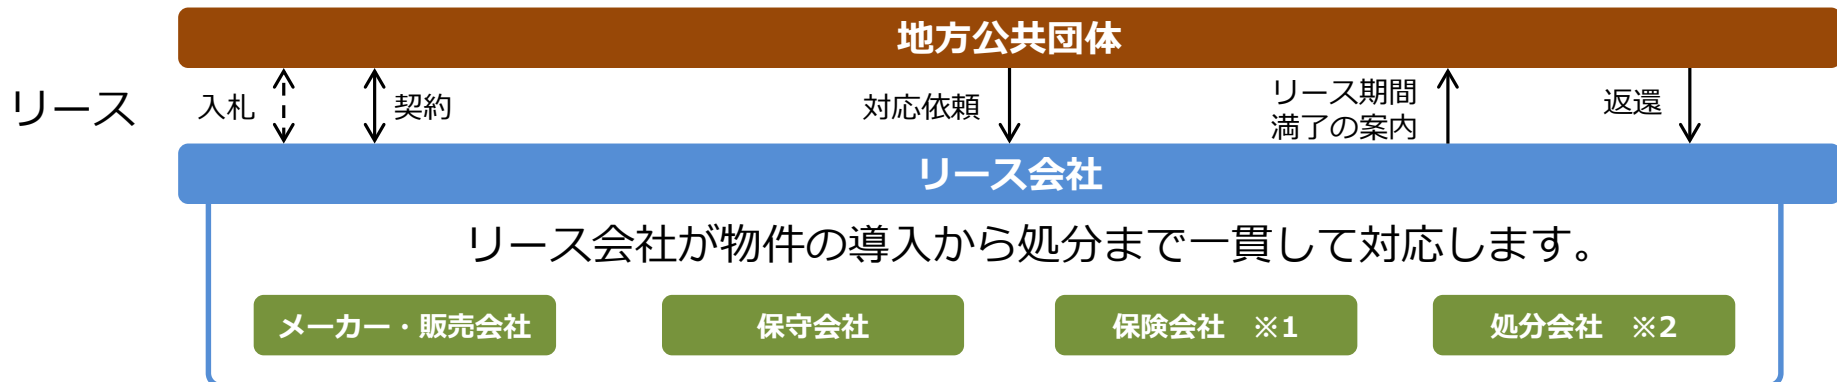 地方公共団体
リース
入札
契約
対応依頼
リース期間
満了の案内
返還
リース会社
リース会社が物件の導入から処分まで一貫して対応します。
メーカー・販売会社
保守会社
保険会社　※1
処分会社　※2